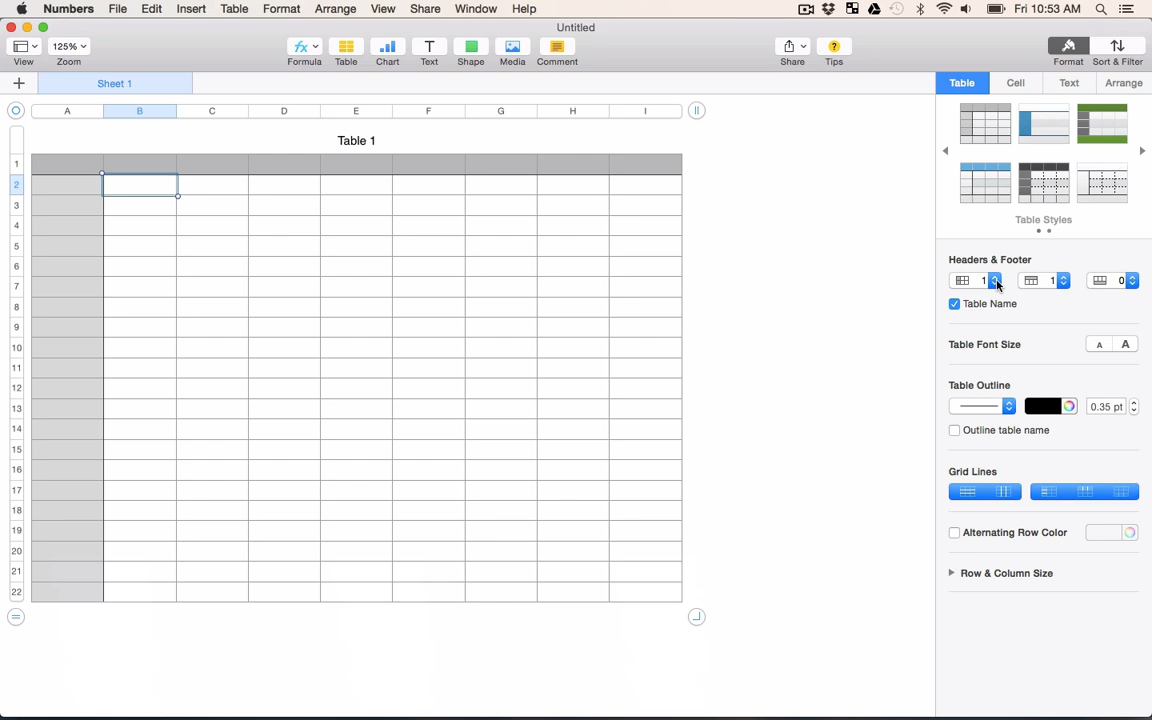 Numbers File Edit Insert Table Format Arrange View Share Window Help Fri 10:53 AM
Untitled
125%
View Zoom Formula Table Chart Text Shape Media Comment Share Tips Format Sort & Filter
Sheet 1
Table Cell Text Arrange
A B C D E F G H I
Table 1
1
2
3
4
5
6
7
8
9
10
11
12
13
14
15
16
17
18
19
20
21
22
Table Styles
Headers & Footer
1 1 0
Table Name
Table Font Size A A
Table Outline
0.35 pt
Outline table name
Grid Lines
Alternating Row Color
Row & Column Size